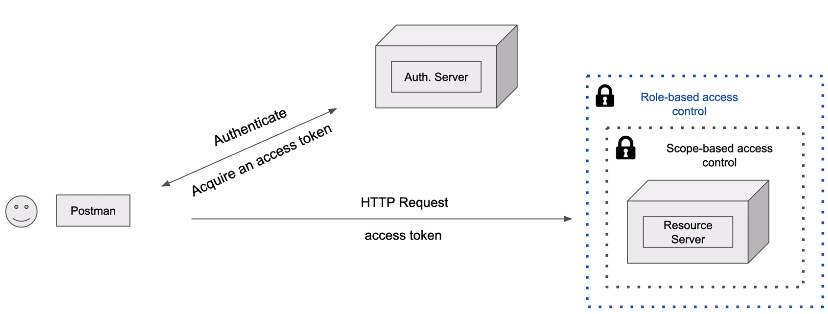 Auth. Server
Authenticate
Acquire an access token
Role-based access
control
Scope-based access
control
Postman
HTTP Request
access token
Resource
Server